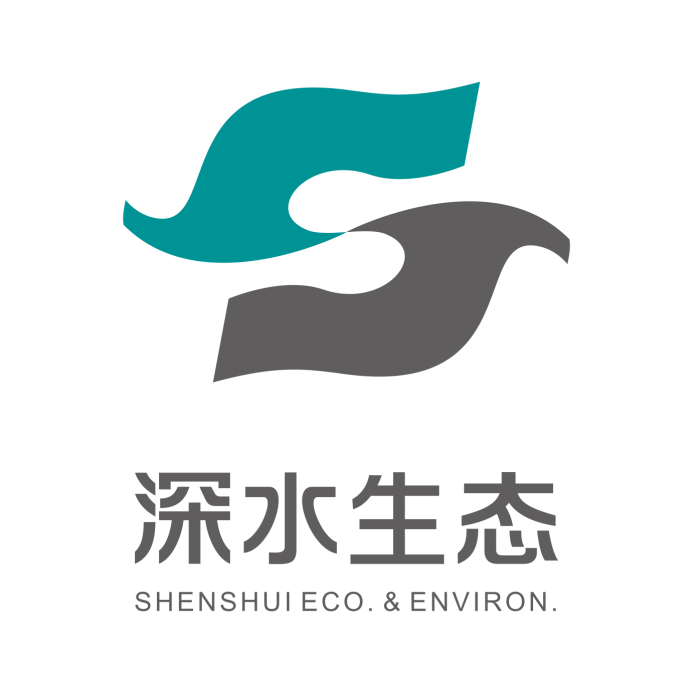 深水生态
SHENSHUI ECO. & ENVIRON.